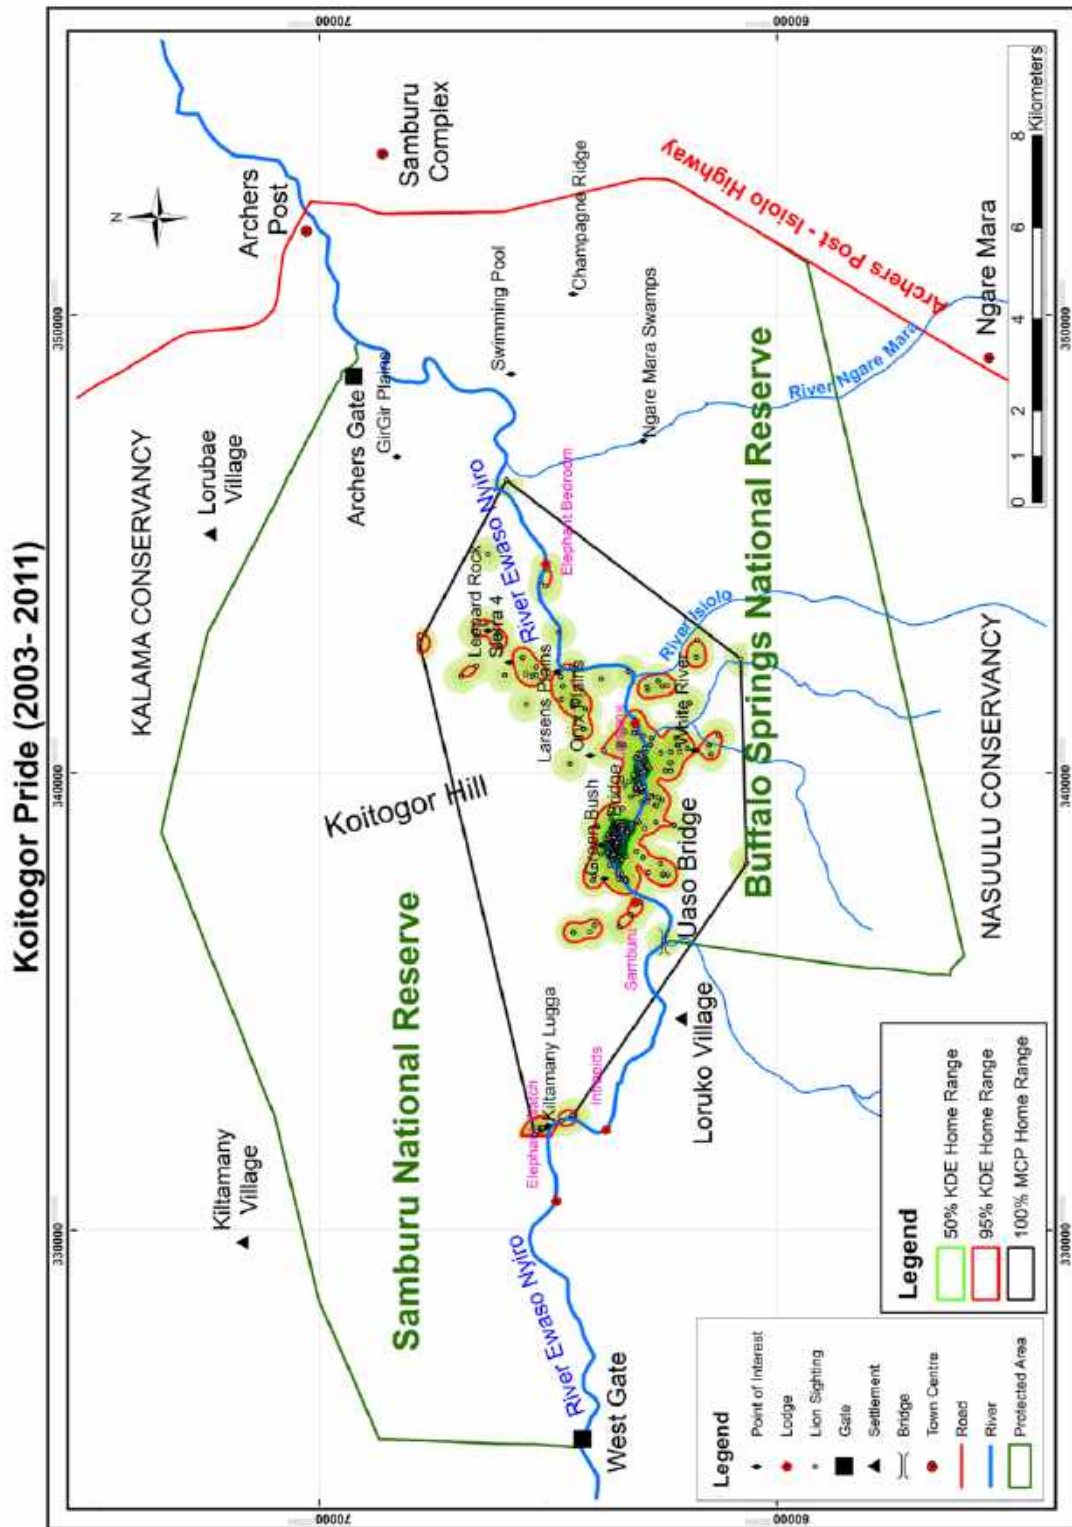 Koitogor Pride (2003- 2011)
330000
340000
350000
70000
70000
60000
60000
N
KALAMA CONSERVANCY
Kiltamany
Village
Lorubae
Village
Archers
Post
Samburu
Complex
Archers Gate
GirGir Plains
Samburu National Reserve
Koitogor Hill
Leopard Rock
Larsens Plains
Oryx Plains
River Ewaso Nyiro
Swimming Pool
Champagne Ridge
Elephant Bedroom
Ngare Mara Swamps
River Ewaso Nyiro
West Gate
Kiltamany Lugga
Intrepids
Samburu
Green Bush
Bridge
White River
River Isiolo
Uaso Bridge
Loruko Village
Buffalo Springs National Reserve
River Ngare Mara
Archers Post - Isiolo Highway
Ngare Mara
NASUULU CONSERVANCY
Legend
Point of Interest
Lodge
Lion Sighting
Gate
Settlement
Bridge
Town Centre
Road
River
Protected Area
Legend
50% KDE Home Range
95% KDE Home Range
100% MCP Home Range
0 1 2 4 6 8
Kilometers
330000
340000
350000